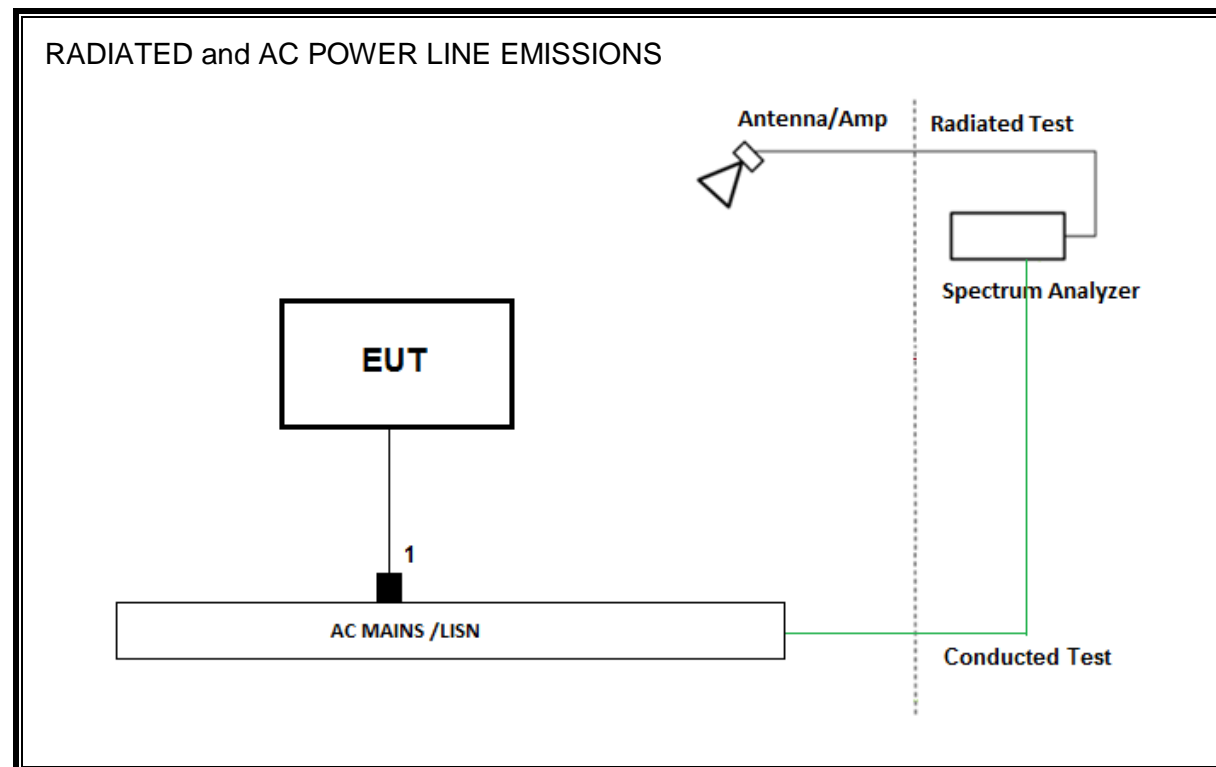 RADIATED and AC POWER LINE EMISSIONS
Antenna/Amp
Radiated Test
Spectrum Analyzer
EUT
1
AC MAINS /LISN
Conducted Test